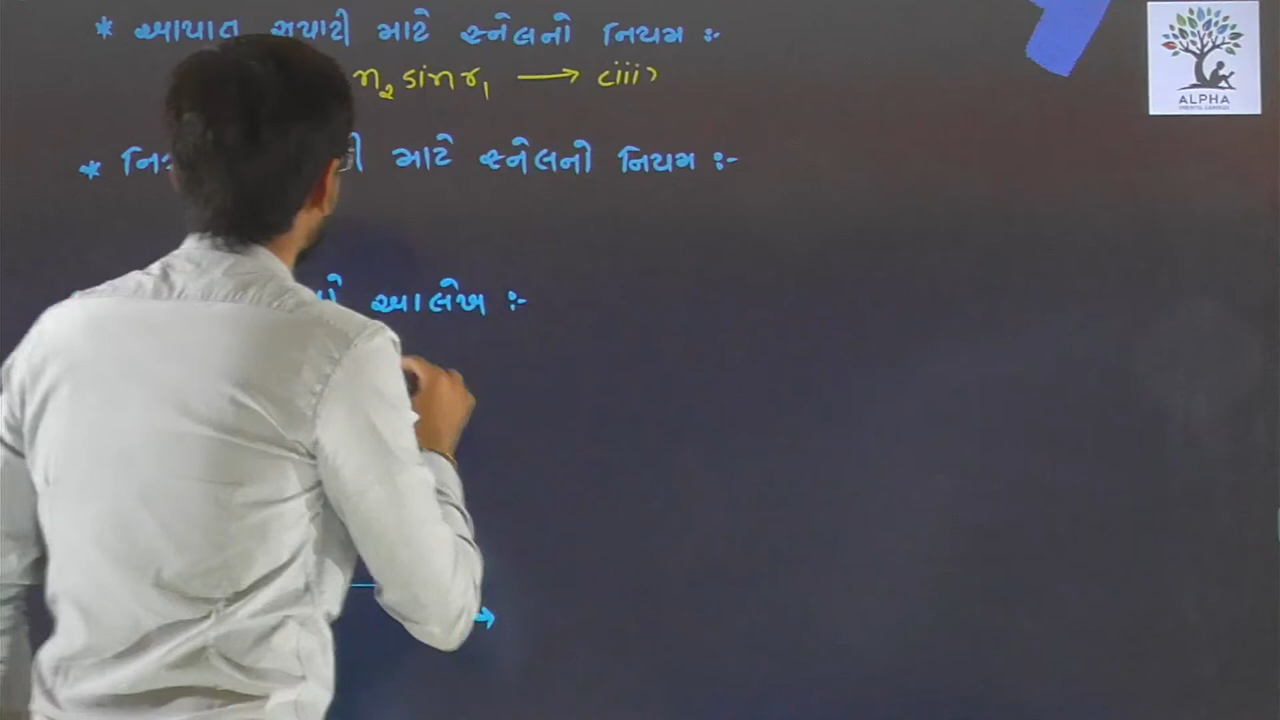 * આપાત સપાટી માટે સ્નેલનો નિયમ :-
n₂ sin r₁ ⟶ (iii)
* માટે સ્નેલનો નિયમ :-
આલેખ :-
ALPHA